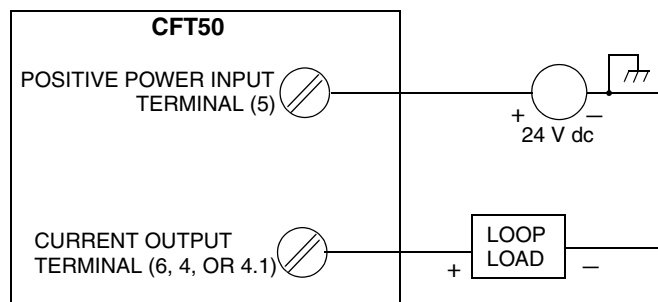 CFT50
POSITIVE POWER INPUT
TERMINAL (5)
+ –
24 V dc
CURRENT OUTPUT
TERMINAL (6, 4, OR 4.1)
LOOP
LOAD
+ –